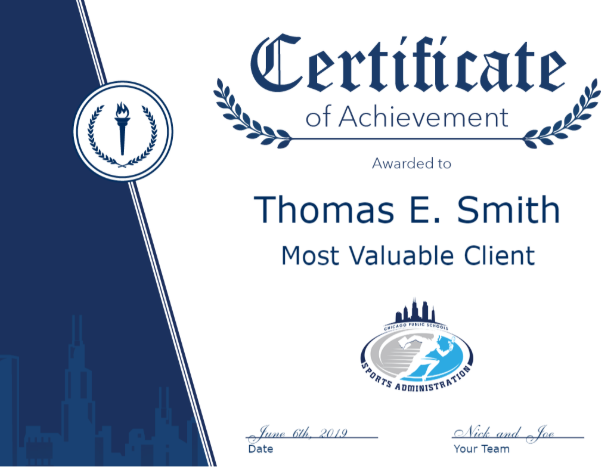 Certificate
of Achievement
Awarded to
Thomas E. Smith
Most Valuable Client
CHICAGO PUBLIC SCHOOLS
SPORTS ADMINISTRATION
June 6th, 2019
Nick and Joe
Date
Your Team